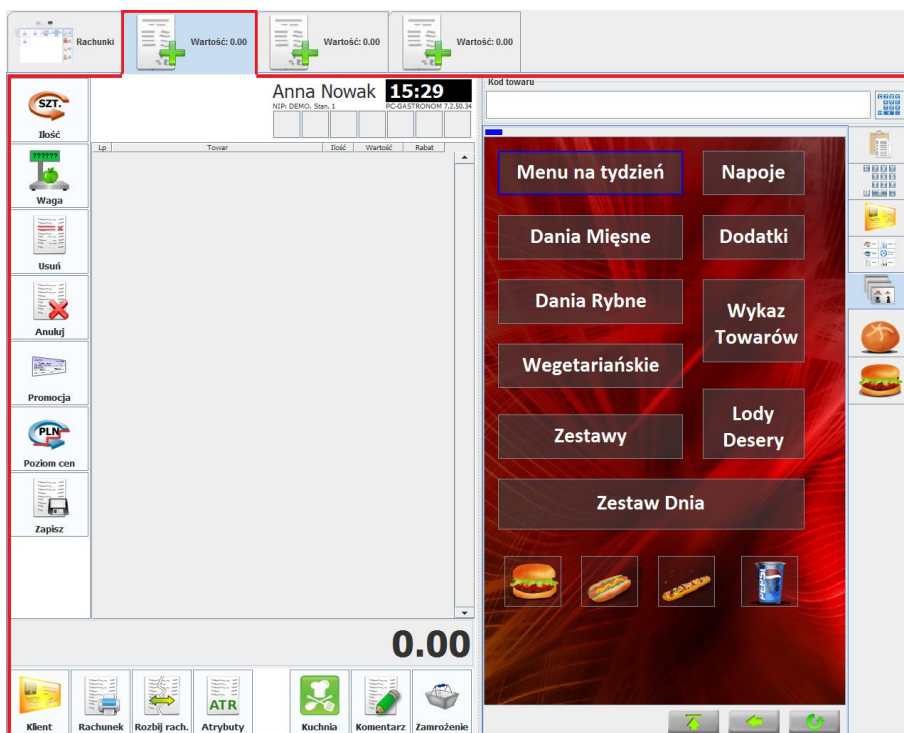 Rachunki
Wartość: 0.00
Wartość: 0.00
Wartość: 0.00
SZT.
Ilość
??????
Waga
Usuń
Anuluj
Promocja
PLN
Poziom cen
Zapisz
Anna Nowak 15:29
NIP: DEMO, Stan. 1 PC-GASTRONOM 7.2.50.34
Lp Towar Ilość Wartość Rabat
0.00
Klient
Rachunek
Rozbij rach.
ATR
Atrybuty
Kuchnia
Komentarz
Zamrożenie
Kod towaru
Menu na tydzień
Napoje
Dania Mięsne
Dodatki
Dania Rybne
Wykaz
Towarów
Wegetariańskie
Zestawy
Lody
Desery
Zestaw Dnia
PEPSI